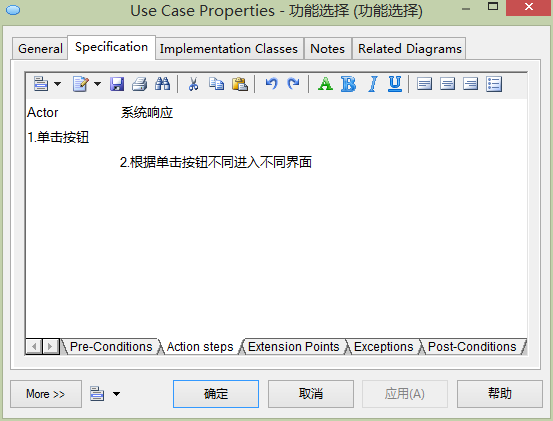 Use Case Properties - 功能选择 (功能选择)
General Specification Implementation Classes Notes Related Diagrams
A B I U
Actor 系统响应
1.单击按钮
2.根据单击按钮不同进入不同界面
Pre-Conditions Action steps Extension Points Exceptions Post-Conditions
More >> 确定 取消 应用(A) 帮助